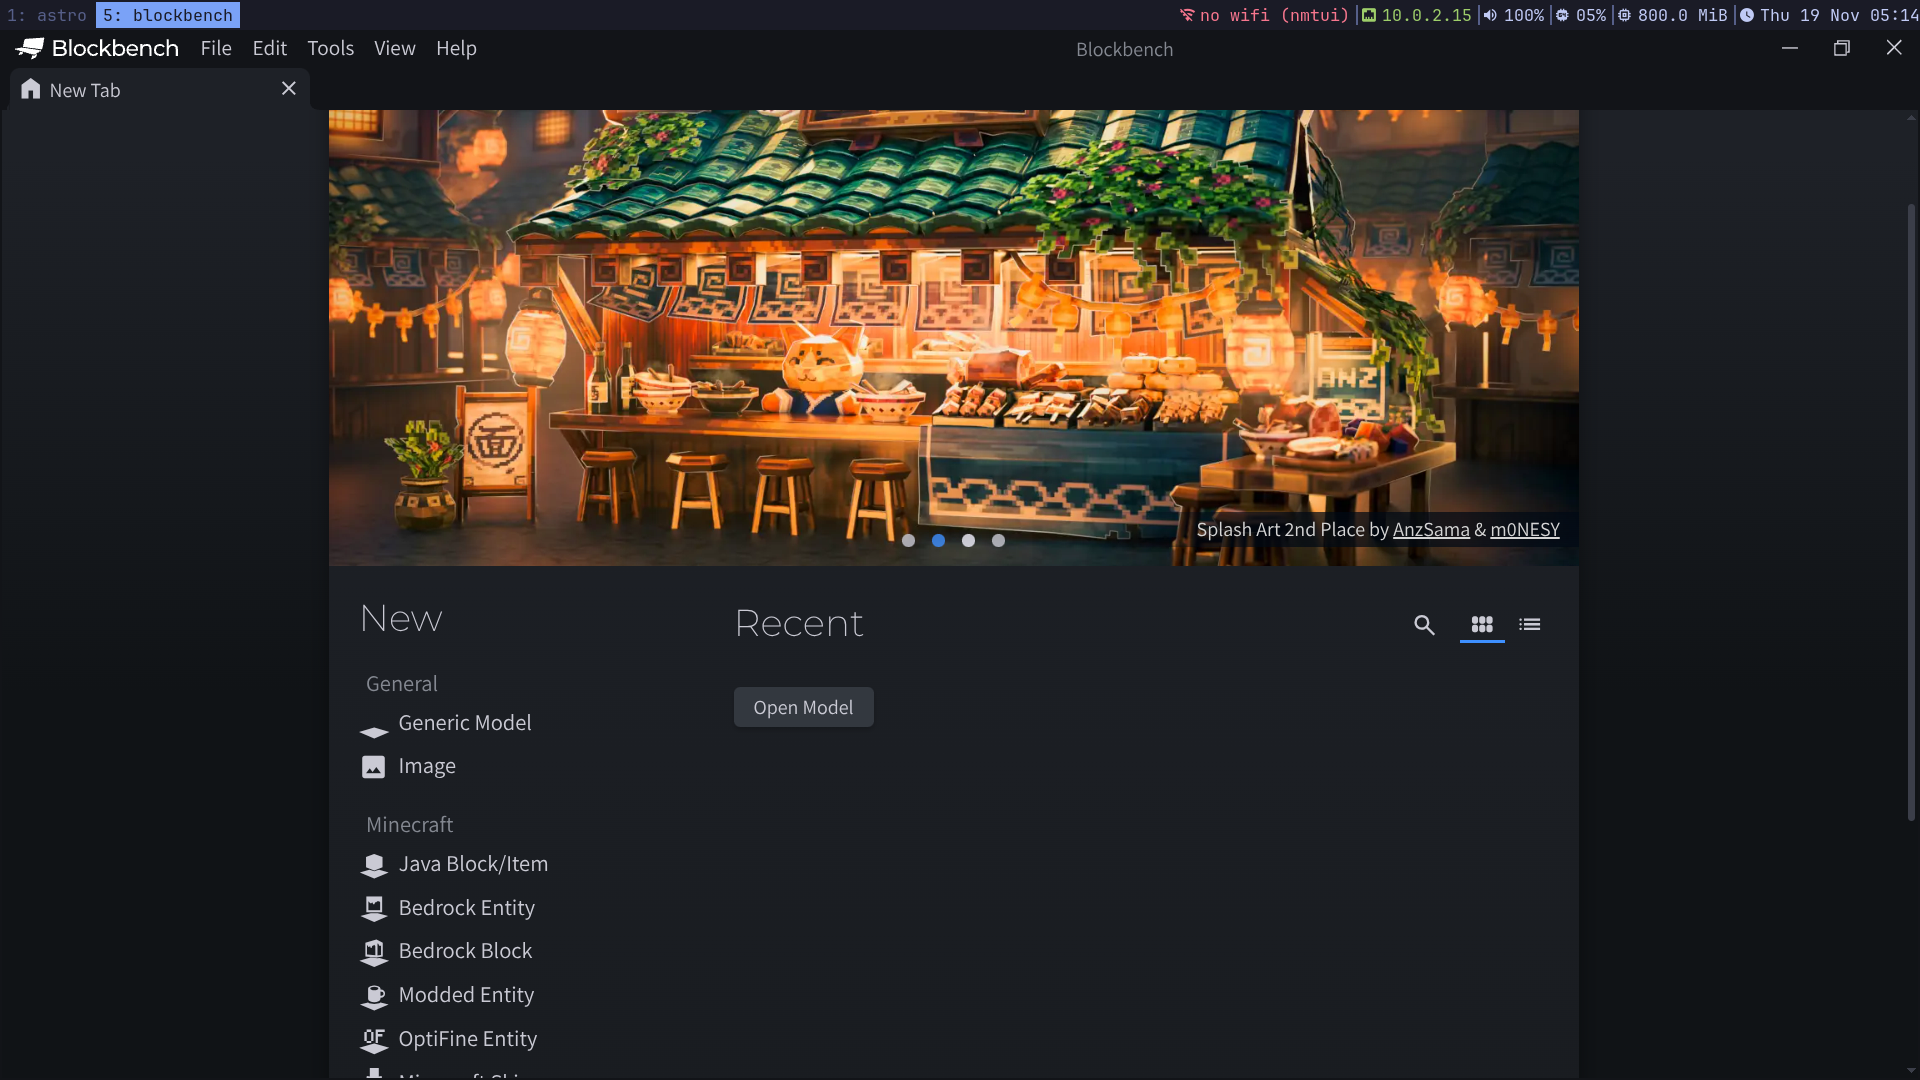 1: astro
5: blockbench
no wifi (nmtui)
10.0.2.15
100%
05%
800.0 MiB
Thu 19 Nov 05:14
Blockbench
File
Edit
Tools
View
Help
Blockbench
New Tab
ANZ
面
Splash Art 2nd Place by AnzSama & m0NESY
New
Recent
General
Open Model
Generic Model
Image
Minecraft
Java Block/Item
Bedrock Entity
Bedrock Block
Modded Entity
OF OptiFine Entity